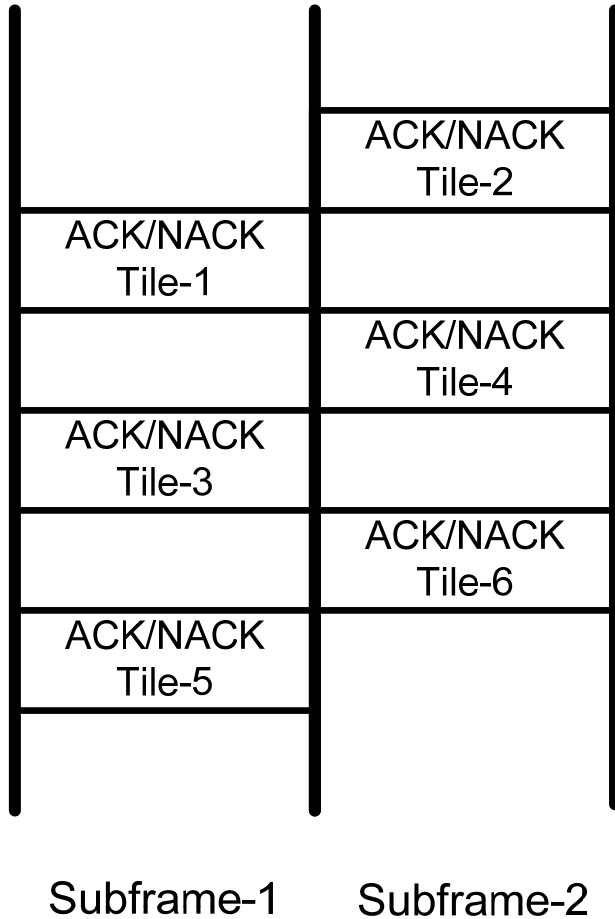 ACK/NACK
Tile-2
ACK/NACK
Tile-1
ACK/NACK
Tile-4
ACK/NACK
Tile-3
ACK/NACK
Tile-6
ACK/NACK
Tile-5
Subframe-1
Subframe-2